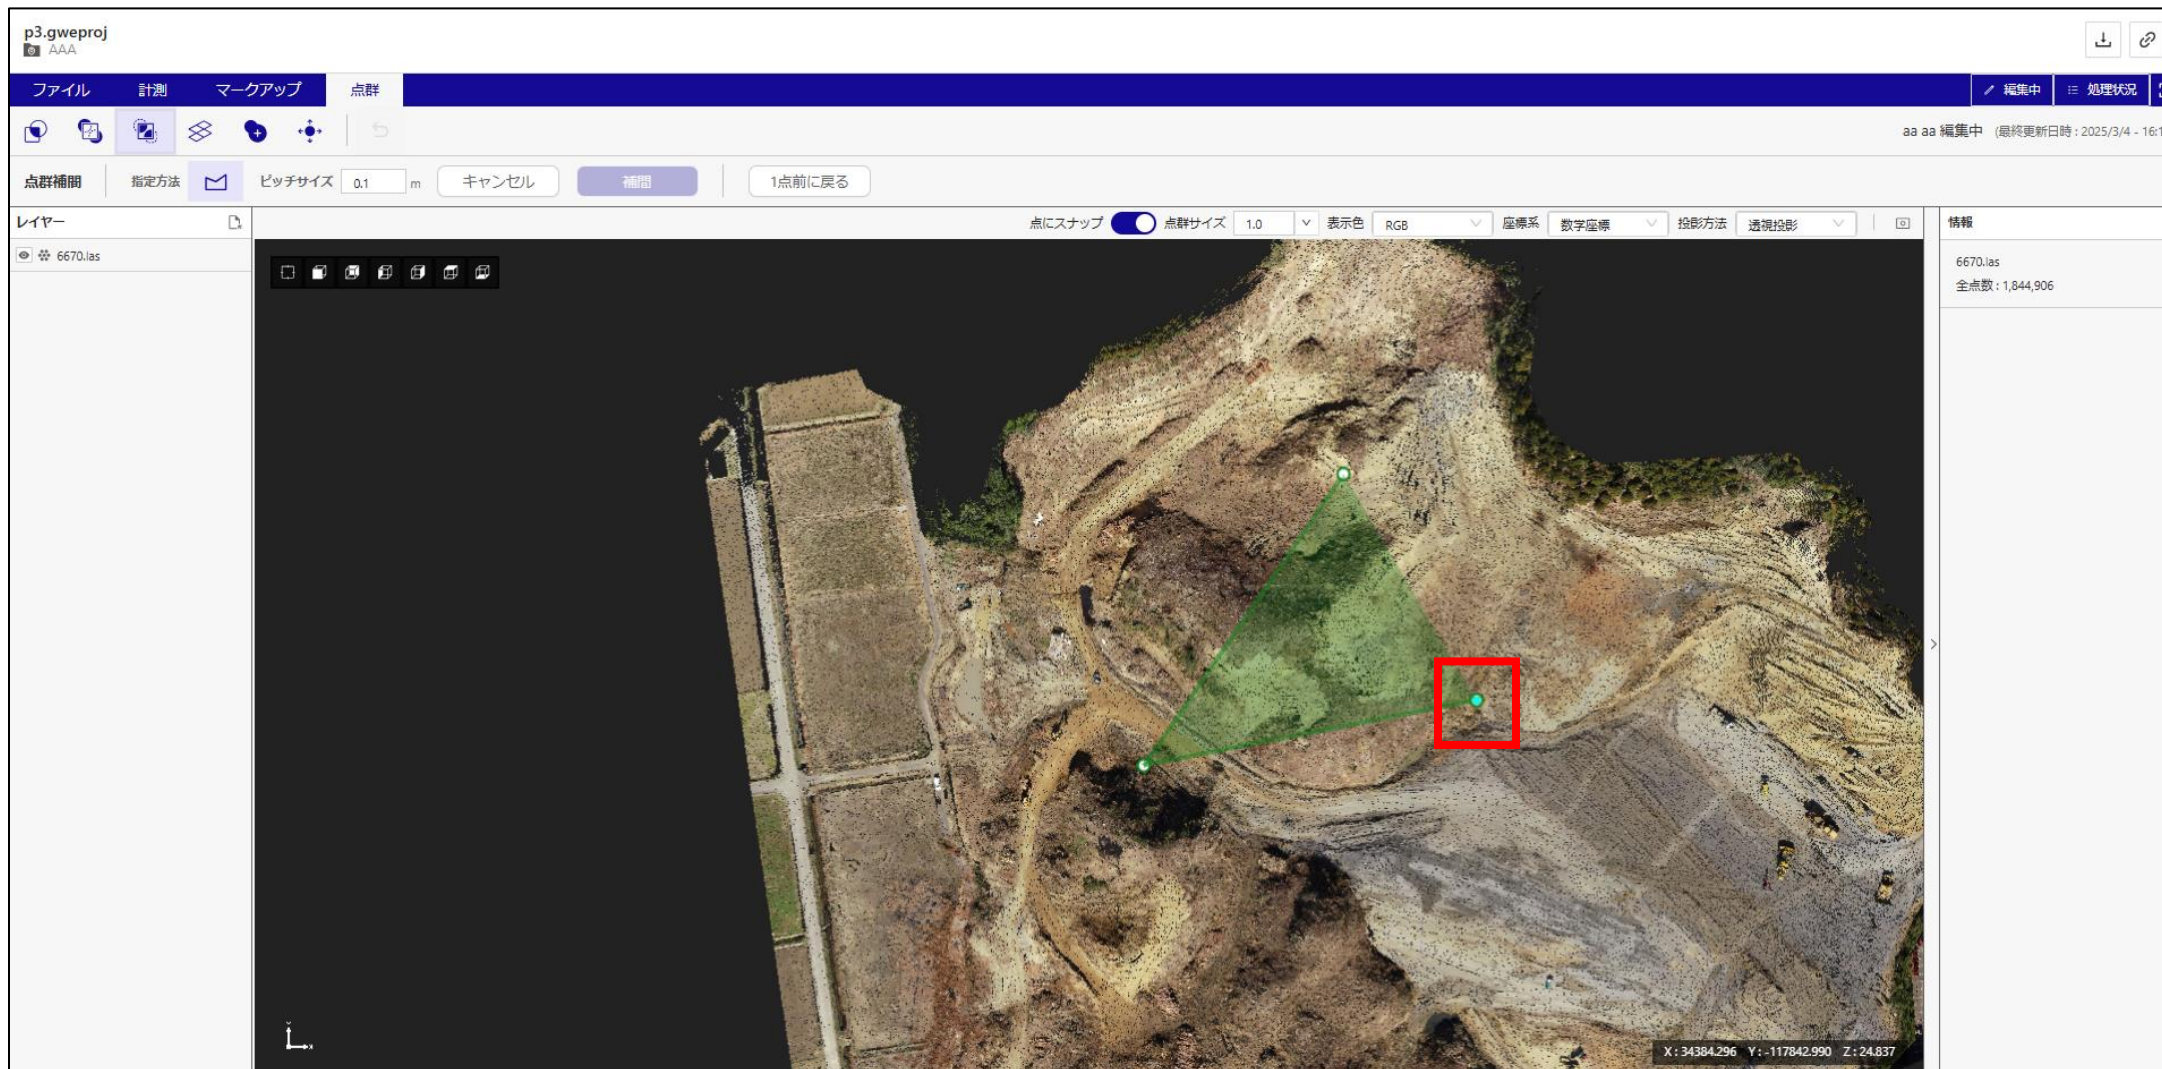 p3.gweproj
AAA
ファイル 計測 マークアップ 点群 編集中 処理状況
aa aa 編集中 (最終更新日時 : 2025/3/4 - 16:1
点群補間 指定方法 ピッチサイズ 0.1 m キャンセル 補間 1点前に戻る
レイヤー 点にスナップ 点群サイズ 1.0 表示色 RGB 座標系 数学座標 投影方法 透視投影 情報
6670.las
6670.las
全点数 : 1,844,906
X : 34384.296 Y : -117842.990 Z : 24.837